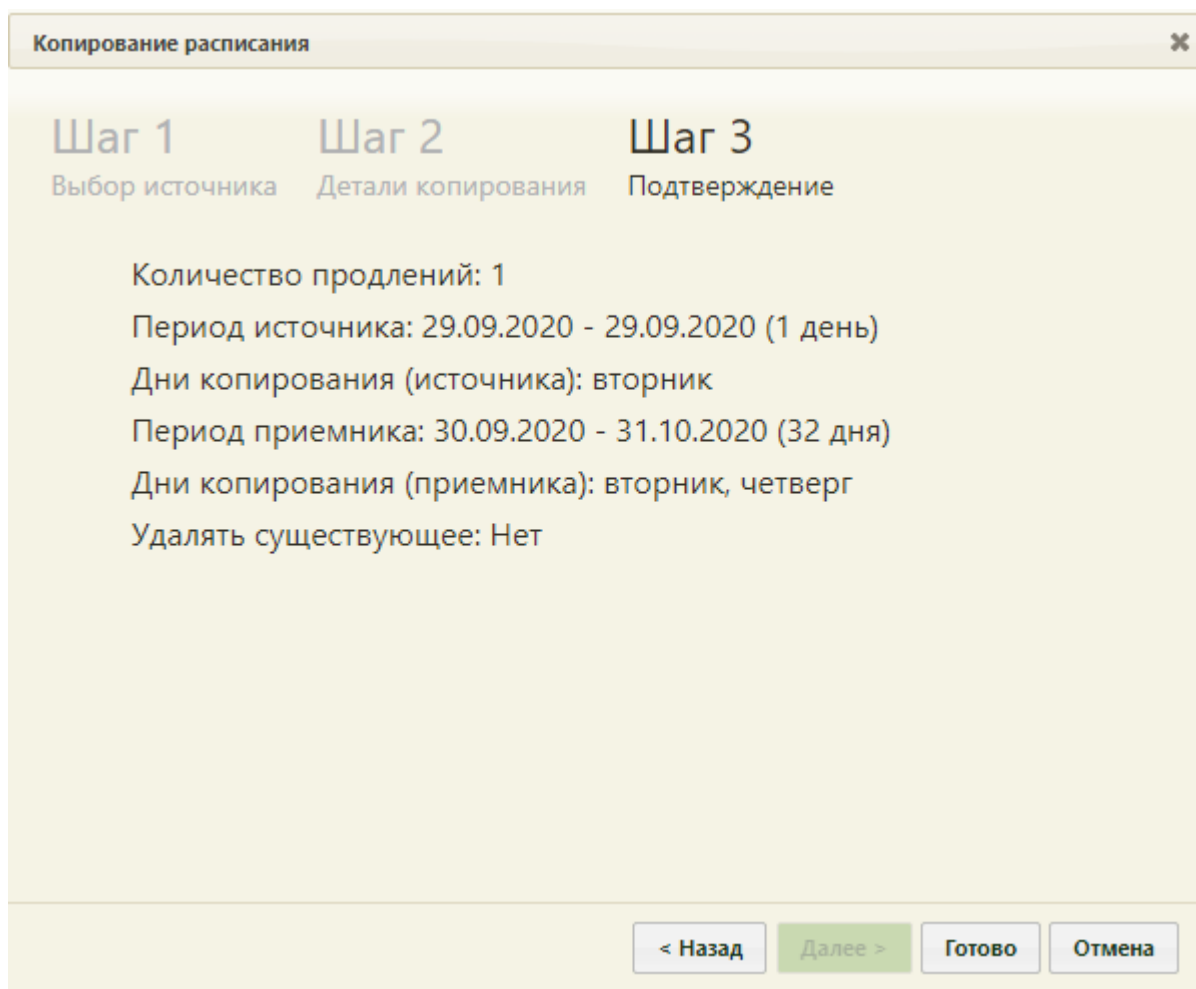 Копирование расписания
Шаг 1 Шаг 2 Шаг 3
Выбор источника Детали копирования Подтверждение
Количество продлений: 1
Период источника: 29.09.2020 - 29.09.2020 (1 день)
Дни копирования (источника): вторник
Период приемника: 30.09.2020 - 31.10.2020 (32 дня)
Дни копирования (приемника): вторник, четверг
Удалять существующее: Нет
< Назад Далее > Готово Отмена